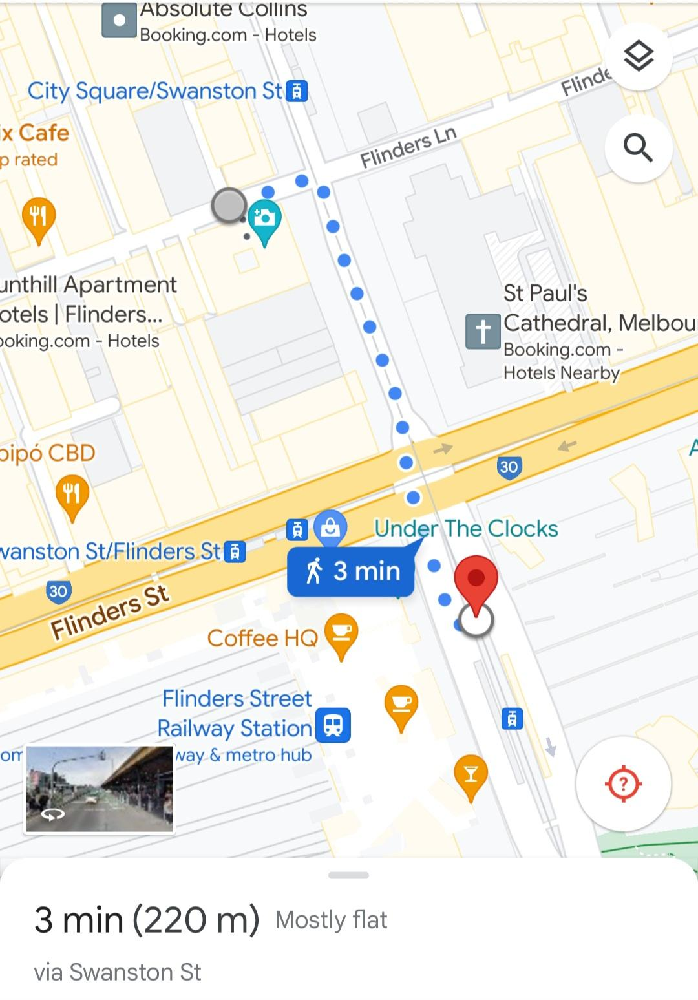 Absolute Collins
Booking.com - Hotels
City Square/Swanston St
Flinde
x Cafe
p rated
Flinders Ln
unthill Apartment
otels | Flinders...
ooking.com - Hotels
St Paul's
Cathedral, Melbou
Booking.com -
Hotels Nearby
pipó CBD
A
30
Under The Clocks
wanston St/Flinders St
3 min
30
Flinders St
Coffee HQ
Flinders Street
Railway Station
om
way & metro hub
?
3 min (220 m) Mostly flat
via Swanston St